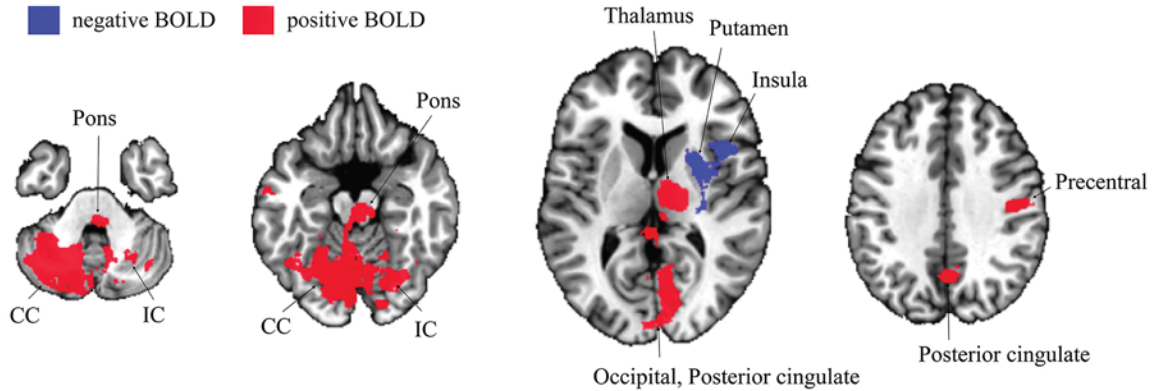 negative BOLD
positive BOLD
Pons
CC
IC
Pons
CC
IC
Thalamus
Putamen
Insula
Occipital, Posterior cingulate
Precentral
Posterior cingulate